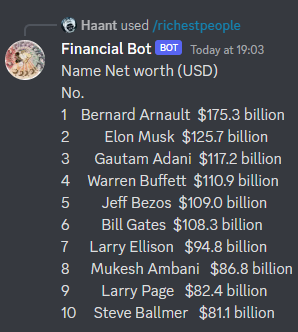 Haant used /richestpeople
Financial Bot BOT Today at 19:03
Name Net worth (USD)
No.
1 Bernard Arnault $175.3 billion
2 Elon Musk $125.7 billion
3 Gautam Adani $117.2 billion
4 Warren Buffett $110.9 billion
5 Jeff Bezos $109.0 billion
6 Bill Gates $108.3 billion
7 Larry Ellison $94.8 billion
8 Mukesh Ambani $86.8 billion
9 Larry Page $82.4 billion
10 Steve Ballmer $81.1 billion